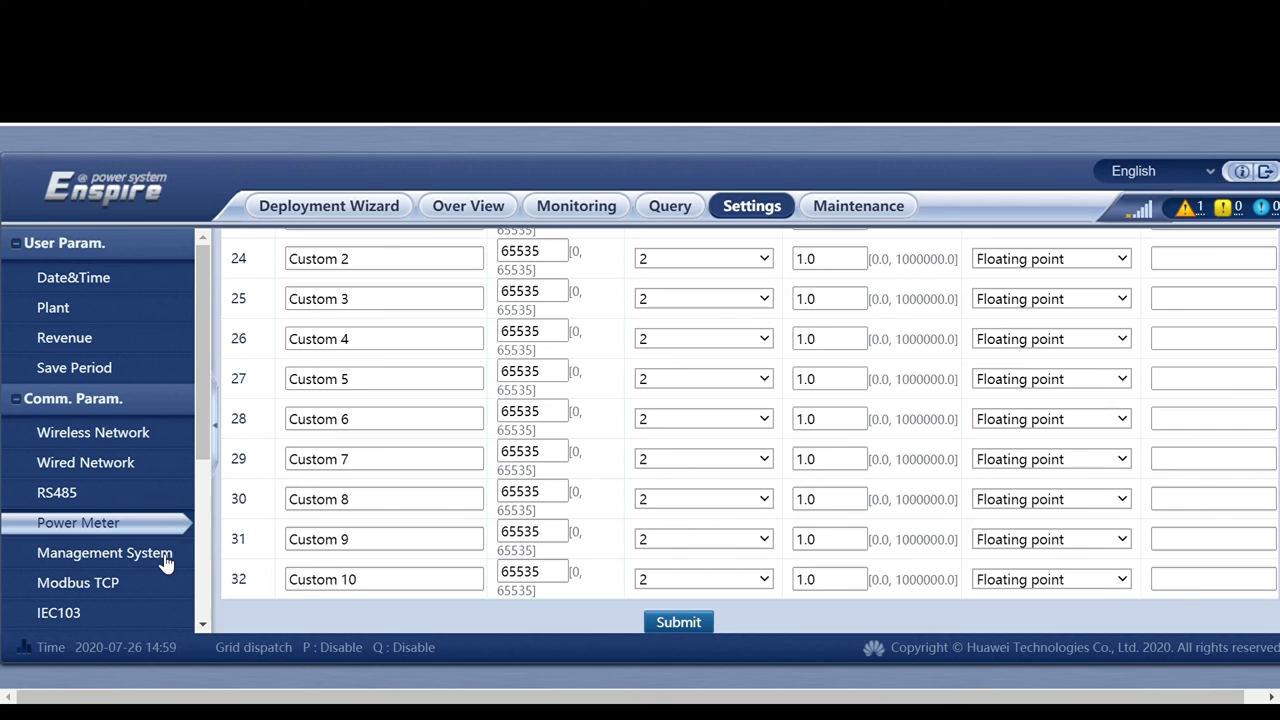 @ power system
Enspire
English
Deployment Wizard Over View Monitoring Query Settings Maintenance
1 0 0
User Param.
Date&Time
Plant
Revenue
Save Period
Comm. Param.
Wireless Network
Wired Network
RS485
Power Meter
Management System
Modbus TCP
IEC103
65535]
24 Custom 2 65535 [0, 65535] 2 1.0 [0.0, 1000000.0] Floating point
25 Custom 3 65535 [0, 65535] 2 1.0 [0.0, 1000000.0] Floating point
26 Custom 4 65535 [0, 65535] 2 1.0 [0.0, 1000000.0] Floating point
27 Custom 5 65535 [0, 65535] 2 1.0 [0.0, 1000000.0] Floating point
28 Custom 6 65535 [0, 65535] 2 1.0 [0.0, 1000000.0] Floating point
29 Custom 7 65535 [0, 65535] 2 1.0 [0.0, 1000000.0] Floating point
30 Custom 8 65535 [0, 65535] 2 1.0 [0.0, 1000000.0] Floating point
31 Custom 9 65535 [0, 65535] 2 1.0 [0.0, 1000000.0] Floating point
32 Custom 10 65535 [0, 65535] 2 1.0 [0.0, 1000000.0] Floating point
Submit
Time 2020-07-26 14:59 Grid dispatch P : Disable Q : Disable Copyright © Huawei Technologies Co., Ltd. 2020. All rights reserved